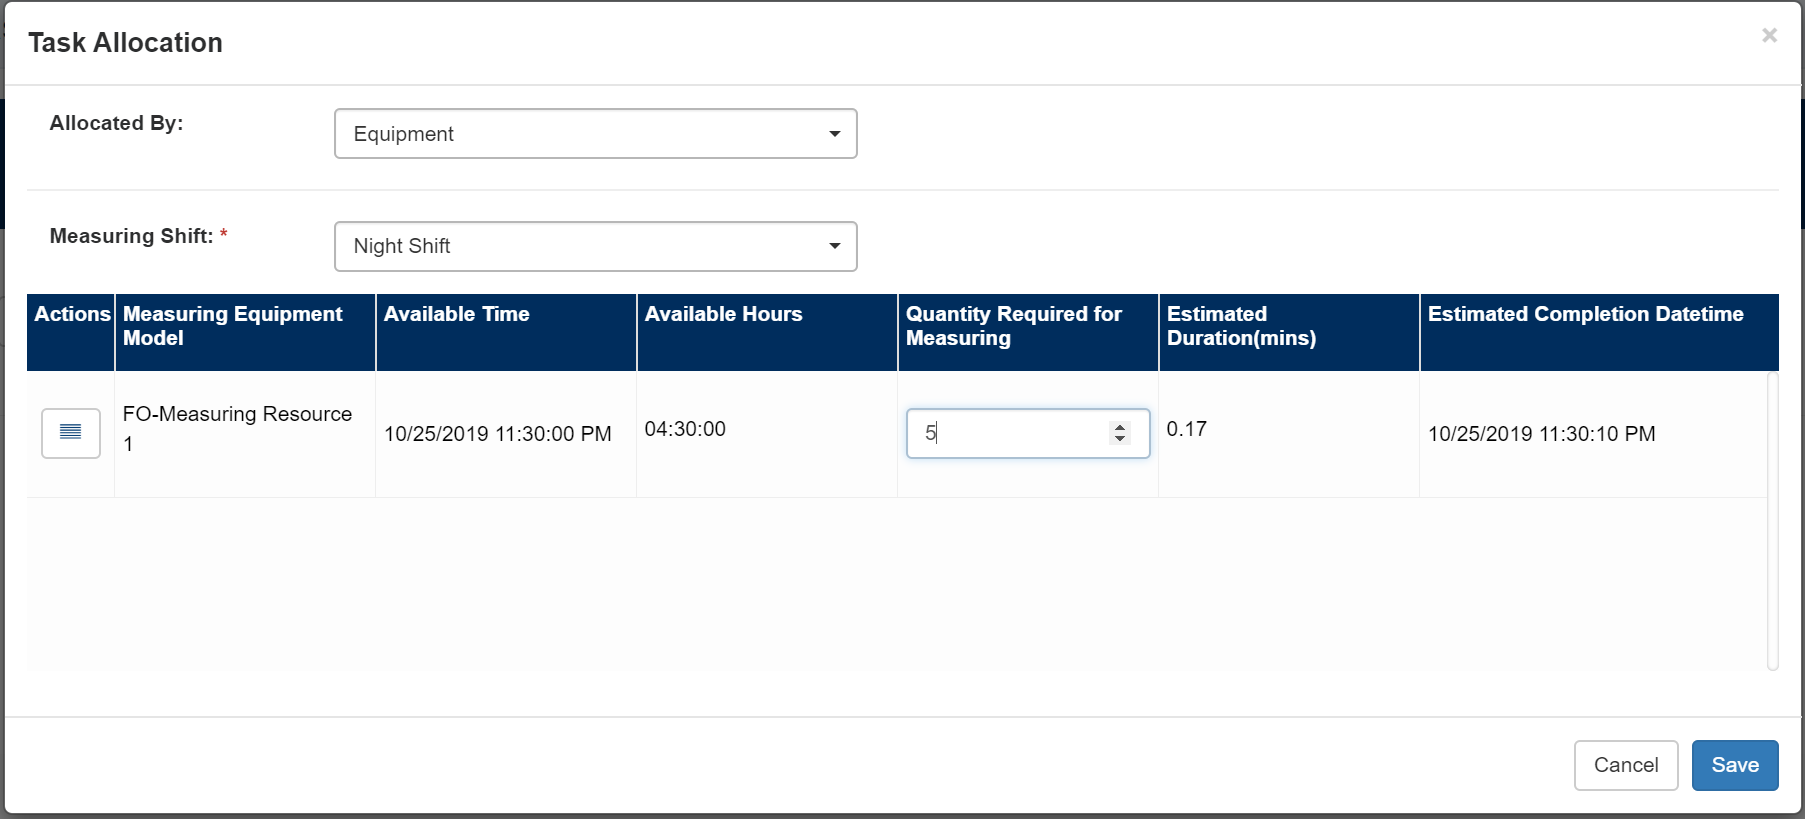 Task Allocation
×
Allocated By:
Equipment
Measuring Shift: *
Night Shift
Actions
Measuring Equipment
Model
Available Time
Available Hours
Quantity Required for
Measuring
Estimated
Duration(mins)
Estimated Completion Datetime
FO-Measuring Resource
1
10/25/2019 11:30:00 PM
04:30:00
5
0.17
10/25/2019 11:30:10 PM
Cancel
Save